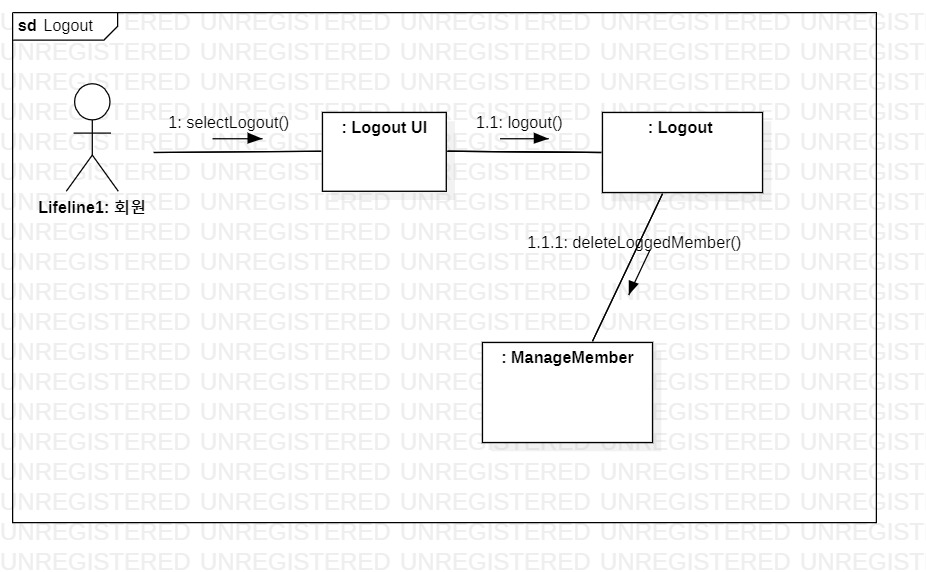 sd Logout
1: selectLogout()
: Logout UI
1.1: logout()
: Logout
Lifeline1: 회원
1.1.1: deleteLoggedMember()
: ManageMember
UNREGISTERED UNREGISTERED UNREGISTERED UNREGISTERED UNREGIST